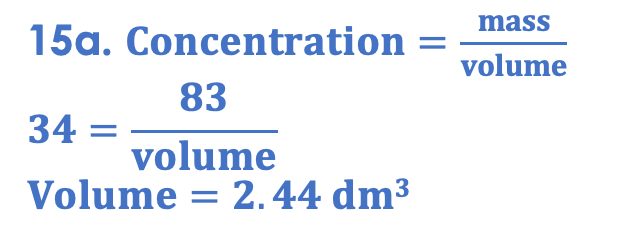 15a. Concentration = mass/volume
34 = 83/volume
Volume = 2.44 dm³